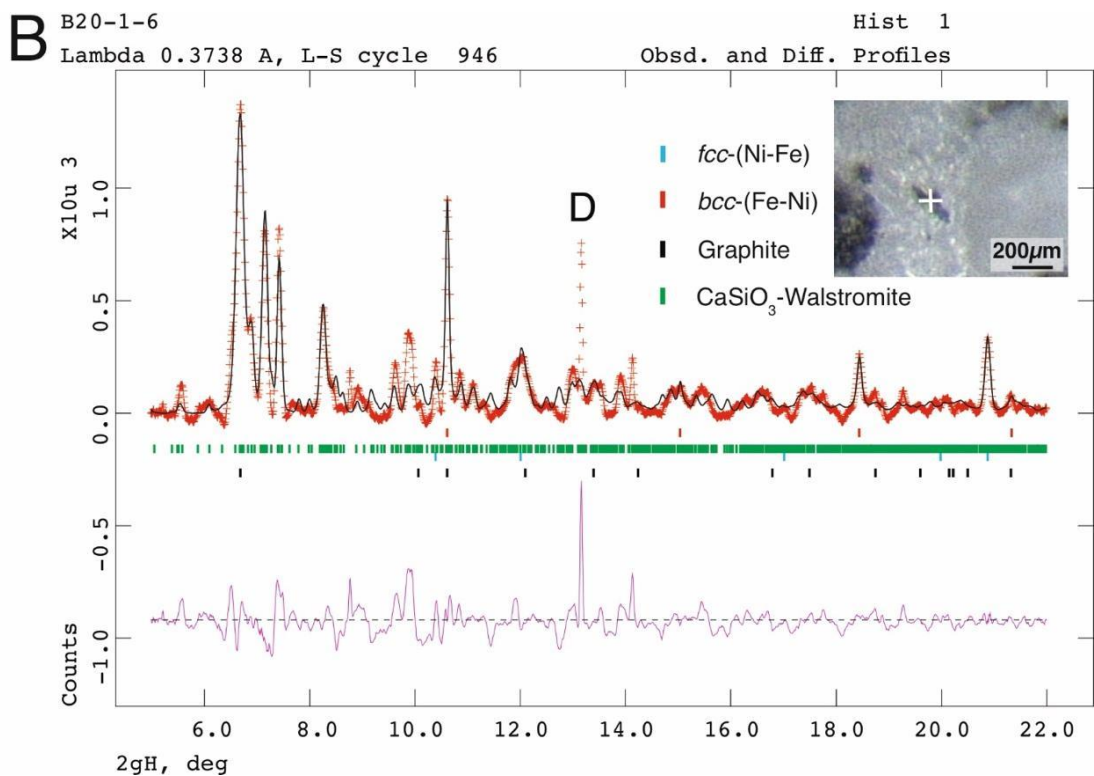 B
B20-1-6 Hist 1
Lambda 0.3738 A, L-S cycle 946 Obsd. and Diff. Profiles
X10u 3
1.0
0.5
0.0
-0.5
-1.0
Counts
D
fcc-(Ni-Fe)
bcc-(Fe-Ni)
Graphite
CaSiO3-Walstromite
200µm
6.0 8.0 10.0 12.0 14.0 16.0 18.0 20.0 22.0
2gH, deg